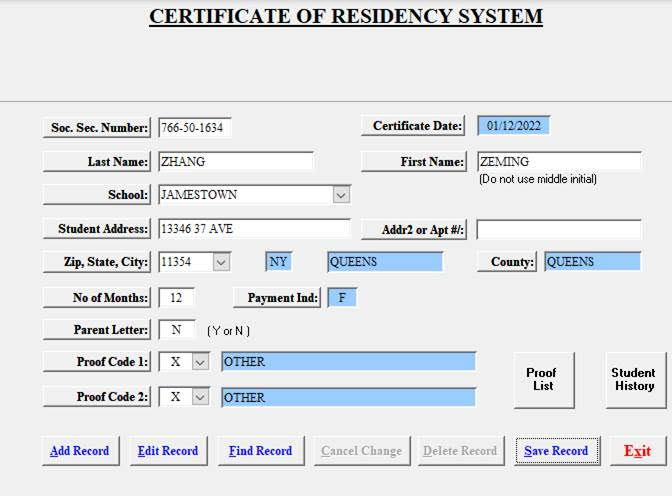 CERTIFICATE OF RESIDENCY SYSTEM
Soc. Sec. Number: 766-50-1634 Certificate Date: 01/12/2022
Last Name: ZHANG First Name: ZEMING
(Do not use middle initial)
School: JAMESTOWN
Student Address: 13346 37 AVE Addr2 or Apt #/:
Zip, State, City: 11354 NY QUEENS County: QUEENS
No of Months: 12 Payment Ind: F
Parent Letter: N ( Y or N )
Proof Code 1: X OTHER
Proof Code 2: X OTHER
Proof List
Student History
Add Record Edit Record Find Record Cancel Change Delete Record Save Record Exit